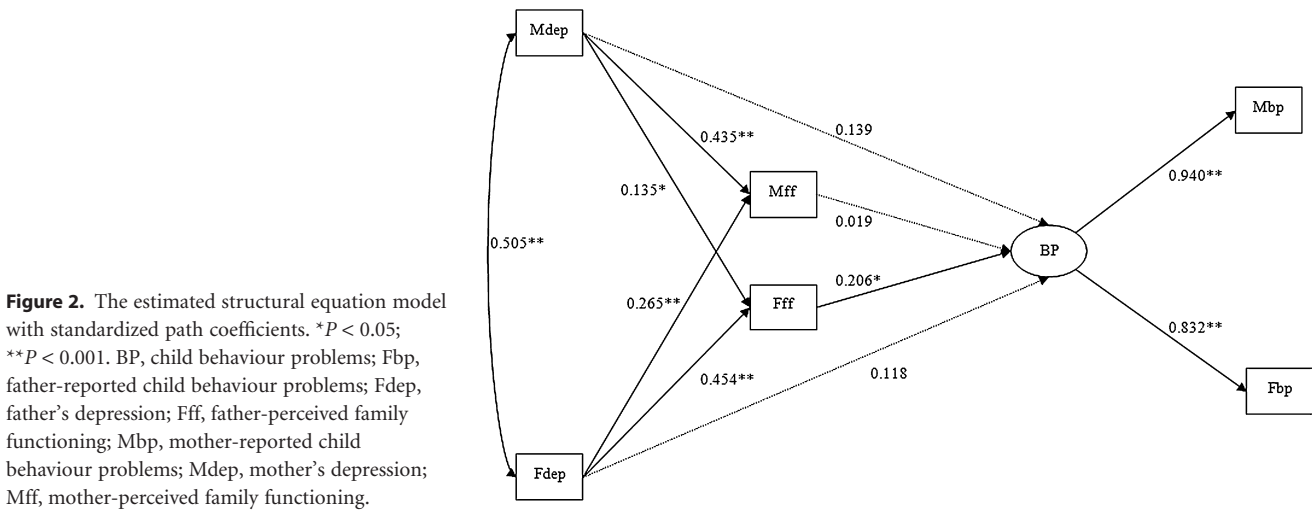 Mdep
Mbp
0.139
0.435**
Mff
0.135*
0.940**
0.019
0.505**
BP
0.206*
Fff
0.265**
0.832**
0.454**
0.118
Fbp
Fdep
Figure 2. The estimated structural equation model
with standardized path coefficients. *P < 0.05;
**P < 0.001. BP, child behaviour problems; Fbp,
father-reported child behaviour problems; Fdep,
father's depression; Fff, father-perceived family
functioning; Mbp, mother-reported child
behaviour problems; Mdep, mother's depression;
Mff, mother-perceived family functioning.